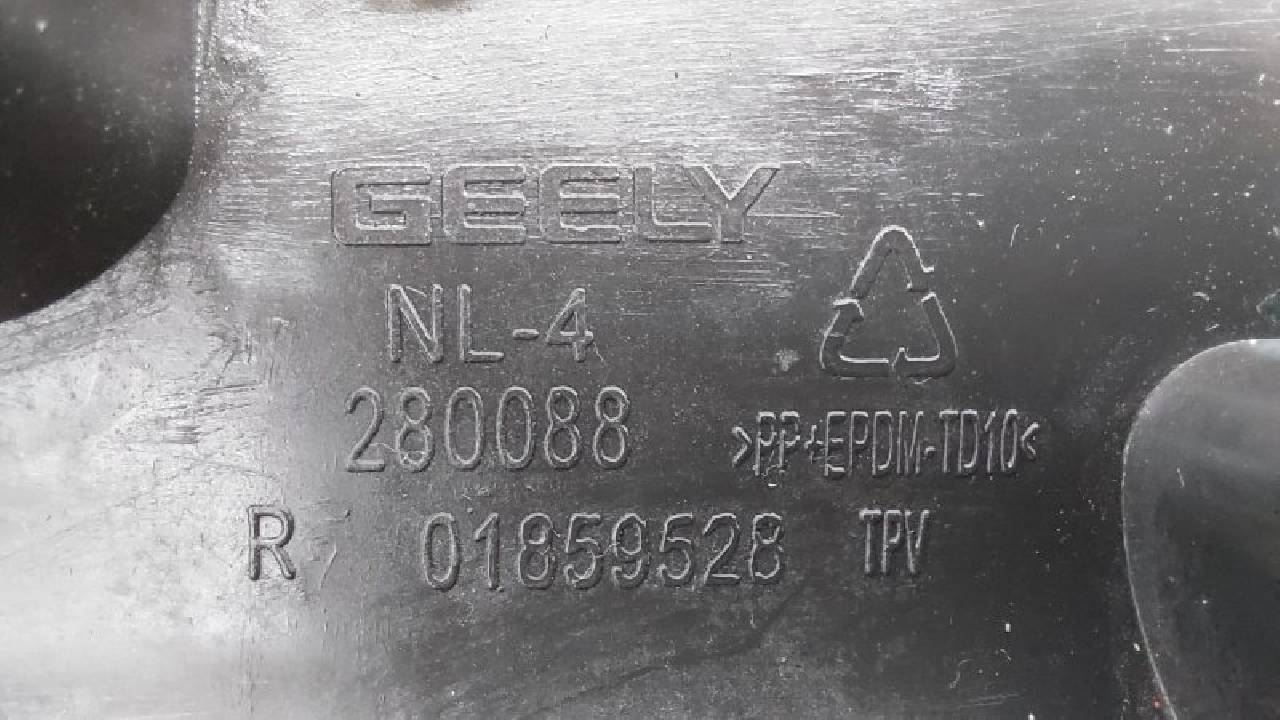 GEELY
NL-4
280088
>PP+EPDM-TD10<
R 01859528 TPV